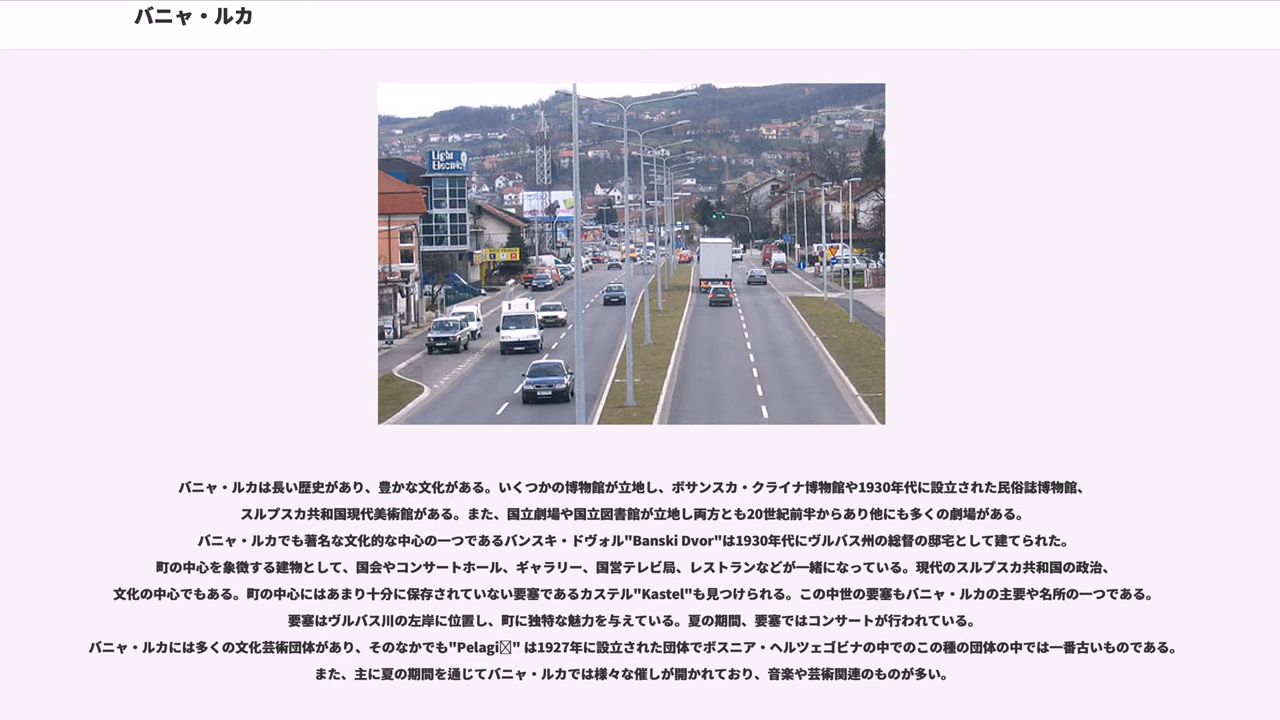 バニャ・ルカ
Light
Electric
バニャ・ルカは長い歴史があり、豊かな文化がある。いくつかの博物館が立地し、ボサンスカ・クライナ博物館や1930年代に設立された民俗誌博物館、
スルプスカ共和国現代美術館がある。また、国立劇場や国立図書館が立地し両方とも20世紀前半からあり他にも多くの劇場がある。
バニャ・ルカでも著名な文化的な中心の一つであるバンスキ・ドヴォル"Banski Dvor"は1930年代にヴルバス州の総督の邸宅として建てられた。
町の中心を象徴する建物として、国会やコンサートホール、ギャラリー、国営テレビ局、レストランなどが一緒になっている。現代のスルプスカ共和国の政治、
文化の中心でもある。町の中心にはあまり十分に保存されていない要塞であるカステル"Kastel"も見つけられる。この中世の要塞もバニャ・ルカの主要や名所の一つである。
要塞はヴルバス川の左岸に位置し、町に独特な魅力を与えている。夏の期間、要塞ではコンサートが行われている。
バニャ・ルカには多くの文化芸術団体があり、そのなかでも"Pelagi" は1927年に設立された団体でボスニア・ヘルツェゴビナの中でのこの種の団体の中では一番古いものである。
また、主に夏の期間を通じてバニャ・ルカでは様々な催しが開かれており、音楽や芸術関連のものが多い。